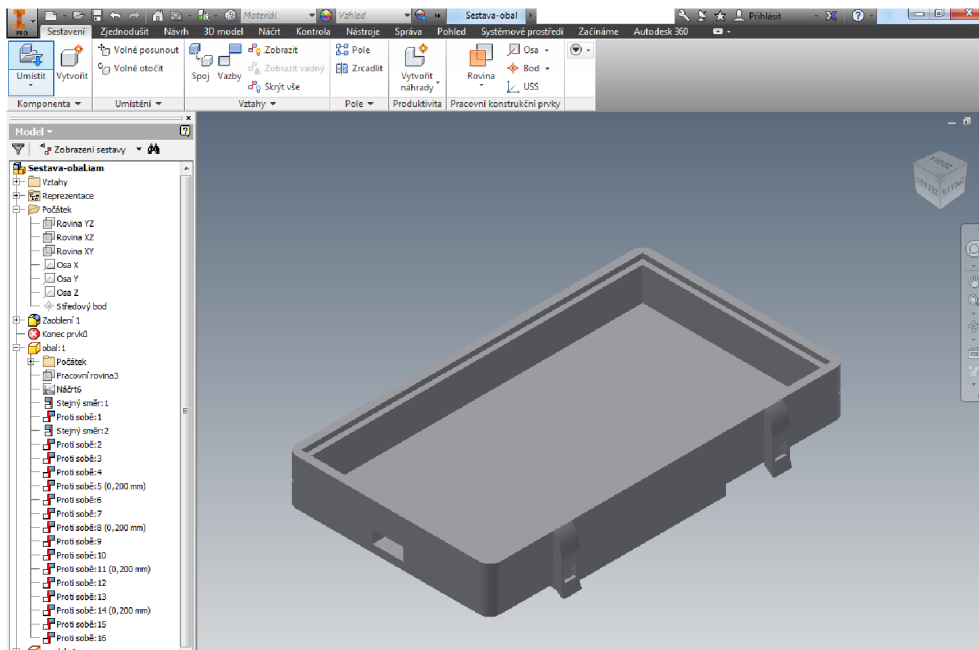 PRO
Materiál
Vzhled
Sestava-obal
Přihlásit
Sestavení Zjednodušit Návrh 3D model Náčrt Kontrola Nástroje Správa Pohled Systémové prostředí Začínáme Autodesk 360
Umístit
Vytvořit
Volné posunout
Volné otočit
Spoj
Vazby
Zobrazit
Zobrazit vadný
Skrýt vše
Pole
Zrcadlit
Vytvořit náhrady
Rovina
Osa
Bod
USS
Komponenta Umístění Vztahy Pole Produktivita Pracovní konstrukční prvky
Model
Zobrazení sestavy
Sestava-obal.iam
Vztahy
Reprezentace
Počátek
Rovina YZ
Rovina XZ
Rovina XY
Osa X
Osa Y
Osa Z
Středový bod
Zaoblení 1
Konec prvků
obal:1
Počátek
Pracovní rovina3
Náčrt6
Stejný směr:1
Proti sobě:1
Stejný směr:2
Proti sobě:2
Proti sobě:3
Proti sobě:4
Proti sobě:5 (0,200 mm)
Proti sobě:6
Proti sobě:7
Proti sobě:8 (0,200 mm)
Proti sobě:9
Proti sobě:10
Proti sobě:11 (0,200 mm)
Proti sobě:12
Proti sobě:13
Proti sobě:14 (0,200 mm)
Proti sobě:15
Proti sobě:16